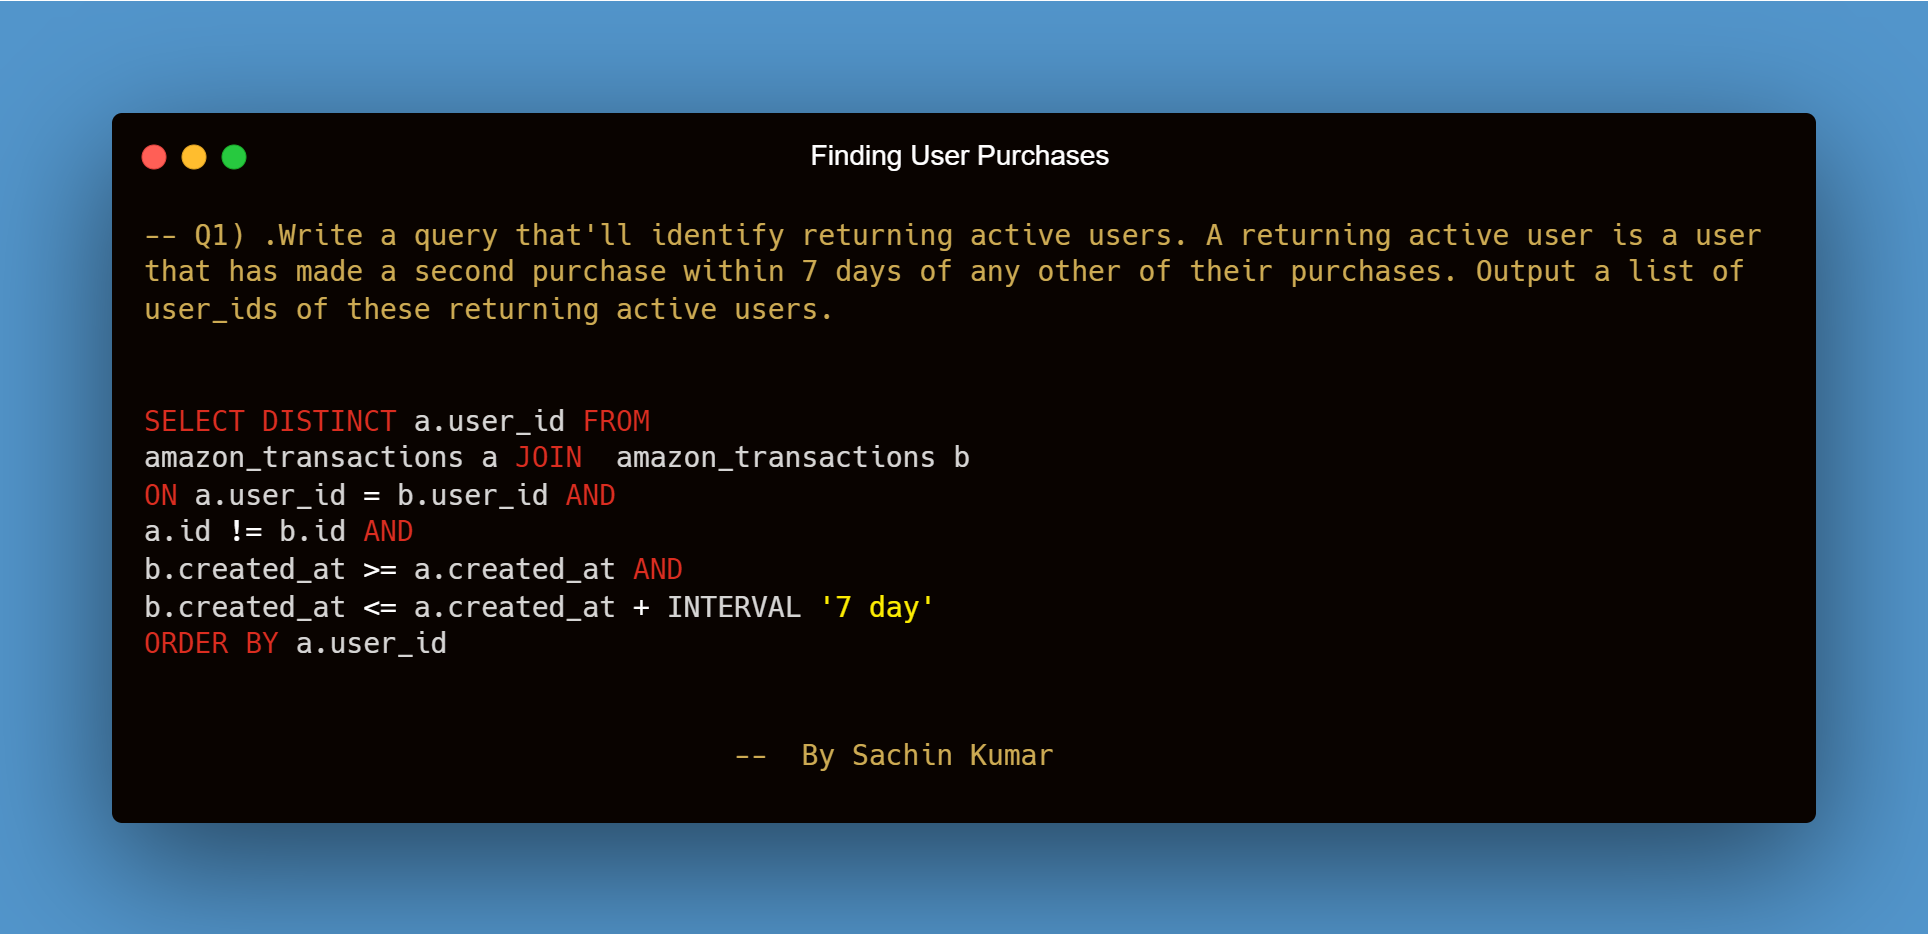 Finding User Purchases
-- Q1) .Write a query that'll identify returning active users. A returning active user is a user
that has made a second purchase within 7 days of any other of their purchases. Output a list of
user_ids of these returning active users.
SELECT DISTINCT a.user_id FROM
amazon_transactions a JOIN  amazon_transactions b
ON a.user_id = b.user_id AND
a.id != b.id AND
b.created_at >= a.created_at AND
b.created_at <= a.created_at + INTERVAL '7 day'
ORDER BY a.user_id
--  By Sachin Kumar